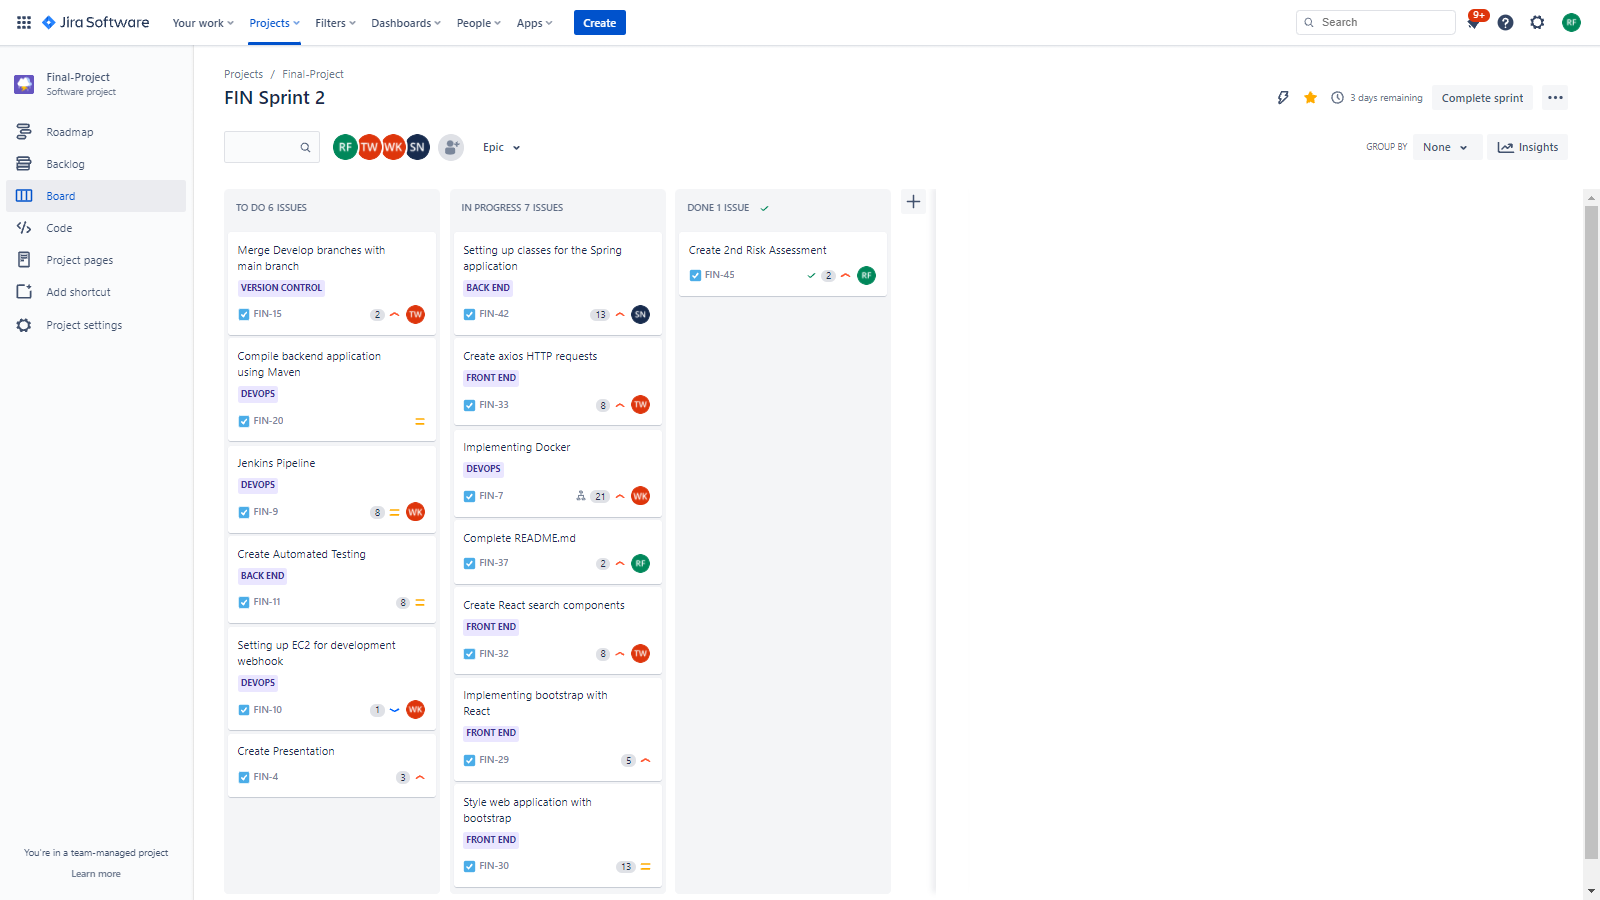 Jira Software
Your work
Projects
Filters
Dashboards
People
Apps
Create
Search
9+
RF
Final-Project
Software project
Roadmap
Backlog
Board
Code
Project pages
Add shortcut
Project settings
You're in a team-managed project
Learn more
Projects / Final-Project
FIN Sprint 2
3 days remaining
Complete sprint
RF TW WK SN
Epic
GROUP BY
None
Insights
TO DO 6 ISSUES
Merge Develop branches with
main branch
VERSION CONTROL
FIN-15
2
TW
Compile backend application
using Maven
DEVOPS
FIN-20
Jenkins Pipeline
DEVOPS
FIN-9
8
WK
Create Automated Testing
BACK END
FIN-11
8
Setting up EC2 for development
webhook
DEVOPS
FIN-10
1
WK
Create Presentation
FIN-4
3
IN PROGRESS 7 ISSUES
Setting up classes for the Spring
application
BACK END
FIN-42
13
SN
Create axios HTTP requests
FRONT END
FIN-33
8
TW
Implementing Docker
DEVOPS
FIN-7
21
WK
Complete README.md
FIN-37
2
RF
Create React search components
FRONT END
FIN-32
8
TW
Implementing bootstrap with
React
FRONT END
FIN-29
5
Style web application with
bootstrap
FRONT END
FIN-30
13
DONE 1 ISSUE
Create 2nd Risk Assessment
FIN-45
2
RF